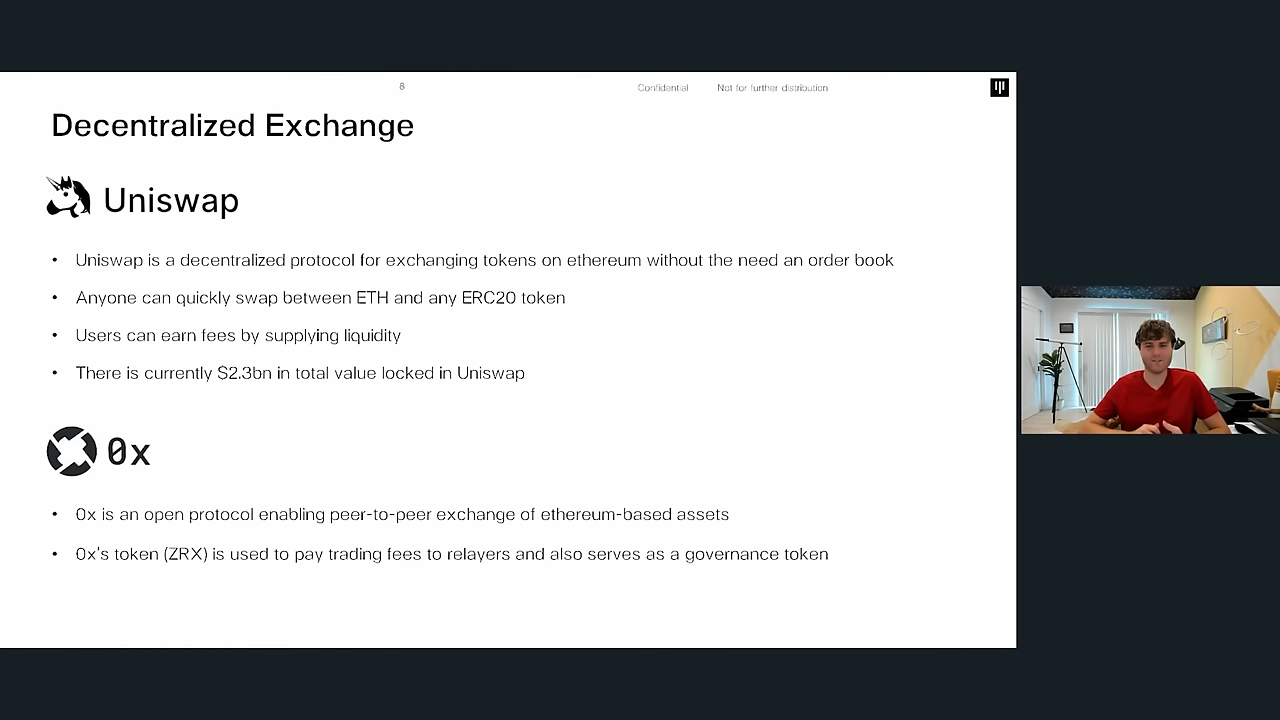 8
Confidential Not for further distribution
Decentralized Exchange
Uniswap
• Uniswap is a decentralized protocol for exchanging tokens on ethereum without the need an order book
• Anyone can quickly swap between ETH and any ERC20 token
• Users can earn fees by supplying liquidity
• There is currently $2.3bn in total value locked in Uniswap
0x
• 0x is an open protocol enabling peer-to-peer exchange of ethereum-based assets
• 0x's token (ZRX) is used to pay trading fees to relayers and also serves as a governance token